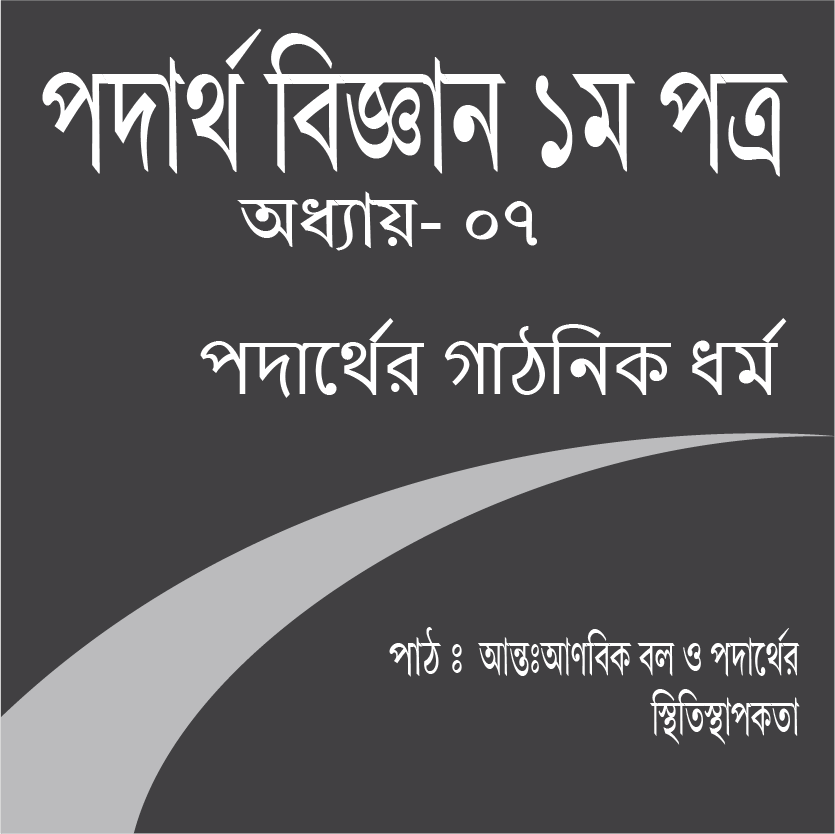 পদার্থ বিজ্ঞান ১ম পত্র
অধ্যায়- ০৭
পদার্থের গাঠনিক ধর্ম
পাঠ ঃ আন্তঃআণবিক বল ও পদার্থের
স্থিতিস্থাপকতা